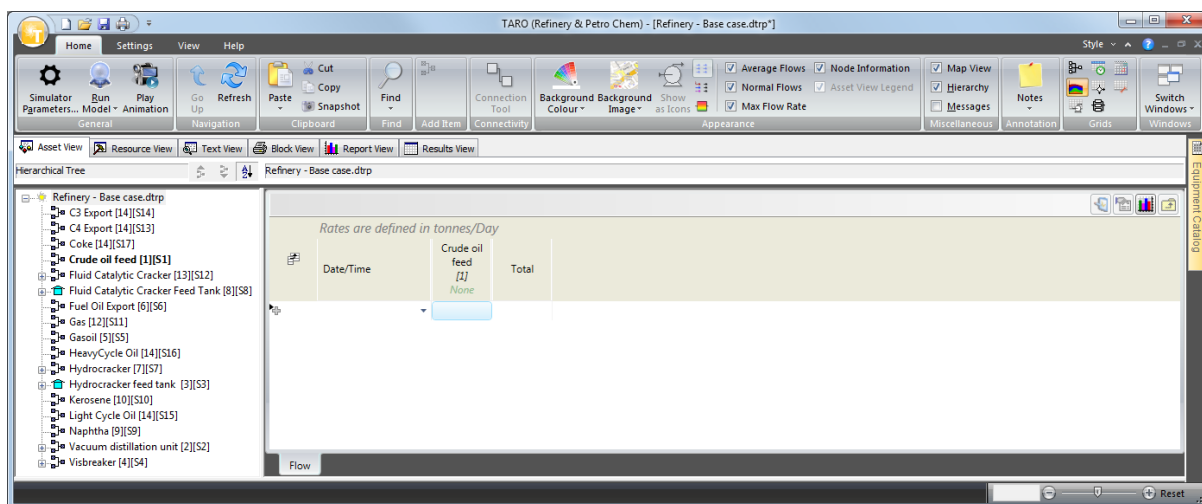 TARO (Refinery & Petro Chem) - [Refinery - Base case.dtrp*]
Home Settings View Help Style
Simulator Parameters... Run Model Play Animation Go Up Refresh Paste Cut Copy Snapshot Find Connection Tool Background Colour Background Image Show as Icons Average Flows Normal Flows Max Flow Rate Node Information Asset View Legend Map View Hierarchy Messages Notes Switch Windows
General Navigation Clipboard Find Add Item Connectivity Appearance Miscellaneous Annotation Grids Windows
Asset View Resource View Text View Block View Report View Results View
Hierarchical Tree Refinery - Base case.dtrp
Refinery - Base case.dtrp
C3 Export [14][S14]
C4 Export [14][S13]
Coke [14][S17]
Crude oil feed [1][S1]
Fluid Catalytic Cracker [13][S12]
Fluid Catalytic Cracker Feed Tank [8][S8]
Fuel Oil Export [6][S6]
Gas [12][S11]
Gasoil [5][S5]
HeavyCycle Oil [14][S16]
Hydrocracker [7][S7]
Hydrocracker feed tank [3][S3]
Kerosene [10][S10]
Light Cycle Oil [14][S15]
Naphtha [9][S9]
Vacuum distillation unit [2][S2]
Visbreaker [4][S4]
Rates are defined in tonnes/Day
Date/Time
Crude oil
feed
[1]
None
Total
Flow
Equipment Catalog
Reset